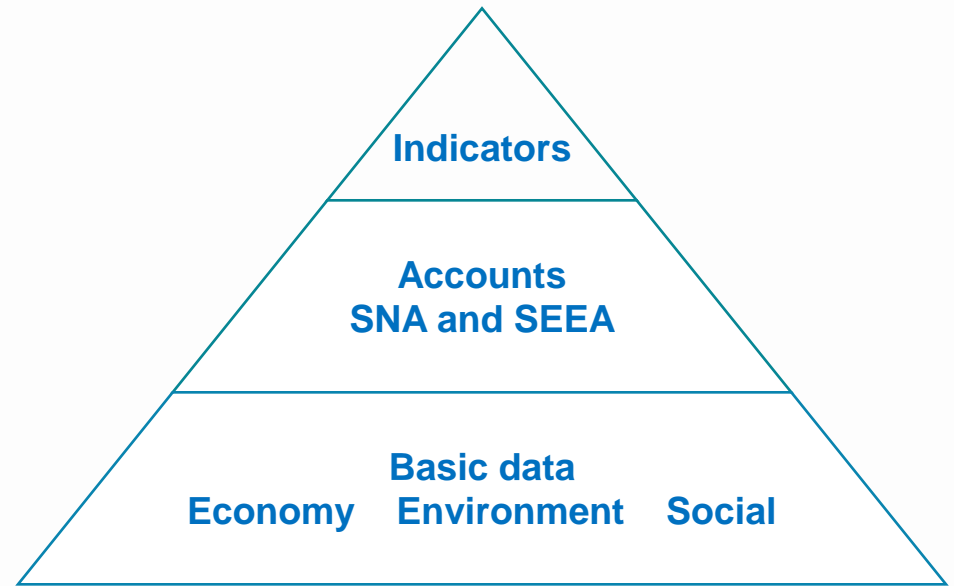 Indicators
Accounts
SNA and SEEA
Basic data
Economy Environment Social